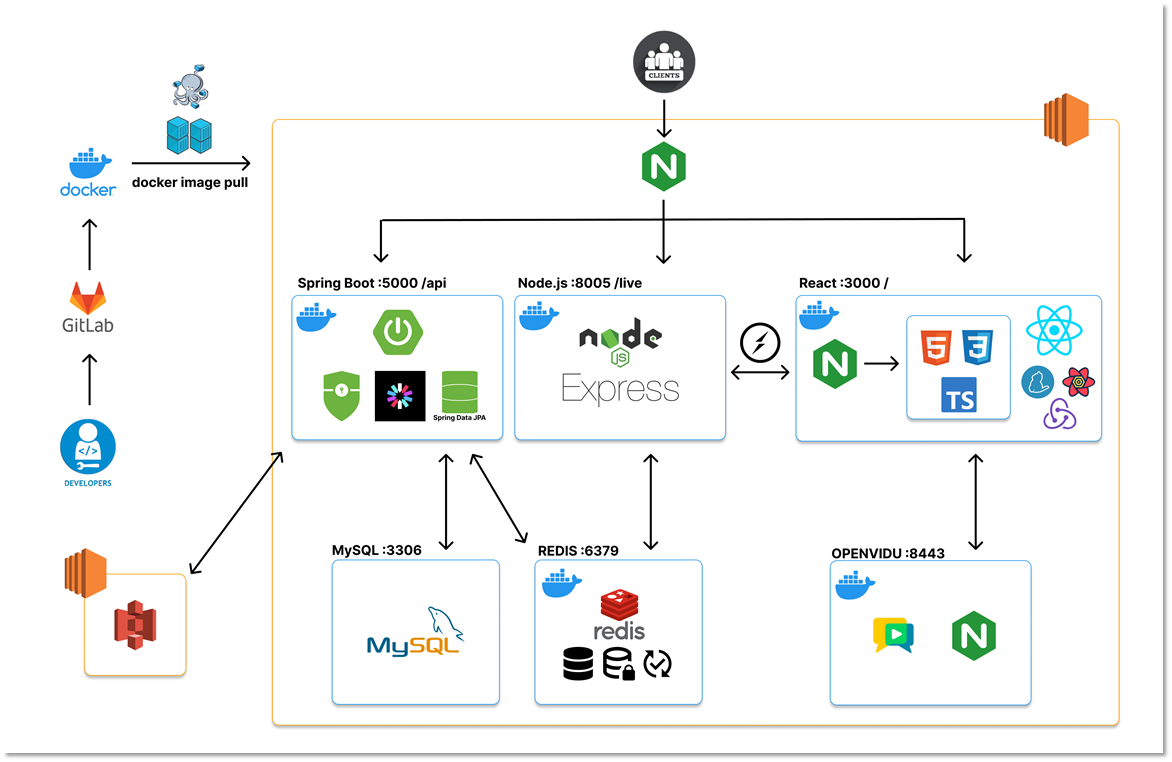 CLIENTS
docker
docker image pull
GitLab
</>
DEVELOPERS
Spring Boot :5000 /api
Spring Data JPA
Node.js :8005 /live
node
JS
Express
React :3000 /
N
N
5
3
TS
MySQL :3306
MySQL
REDIS :6379
redis
OPENVIDU :8443
N